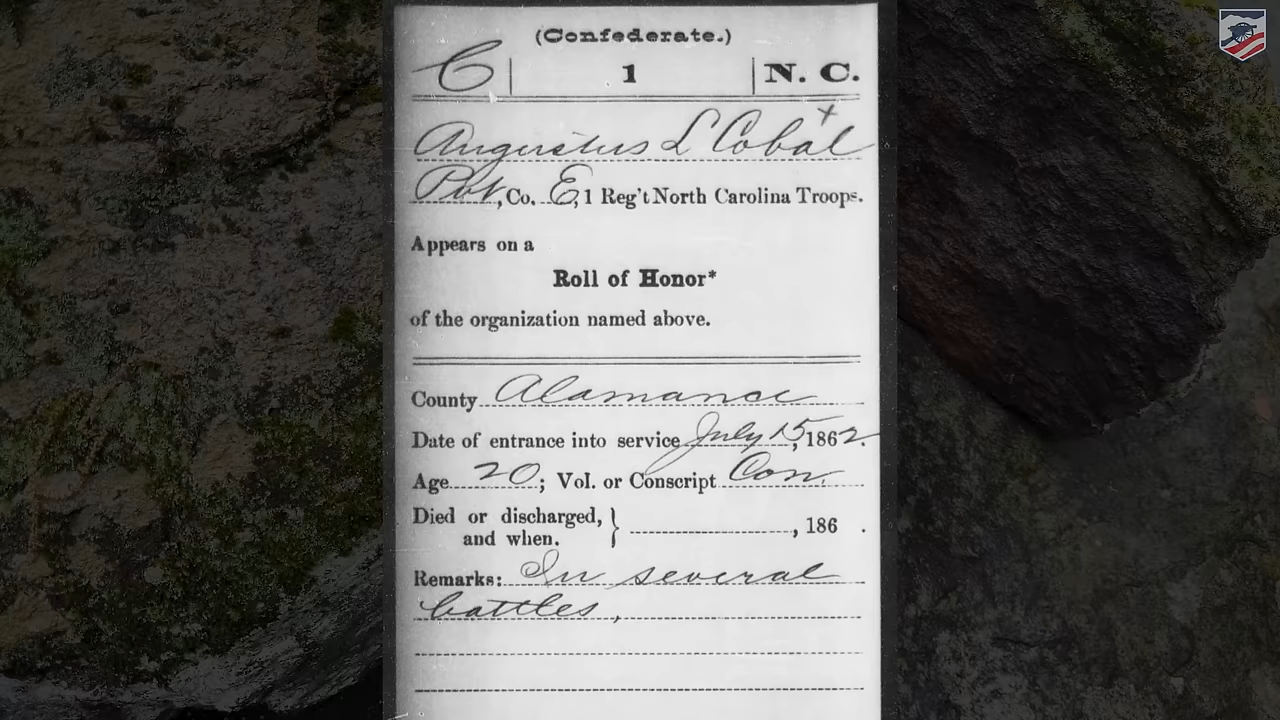 (Confederate.)
C | 1 | N. C.
x
Augustus L Cobal
Pvt, Co. E, 1 Reg't North Carolina Troops.
Appears on a
Roll of Honor*
of the organization named above.
County Alamance
Date of entrance into service July 15, 1862.
Age 20; Vol. or Conscript Con.
Died or discharged, } , 186 .
and when.
Remarks: In several
battles,